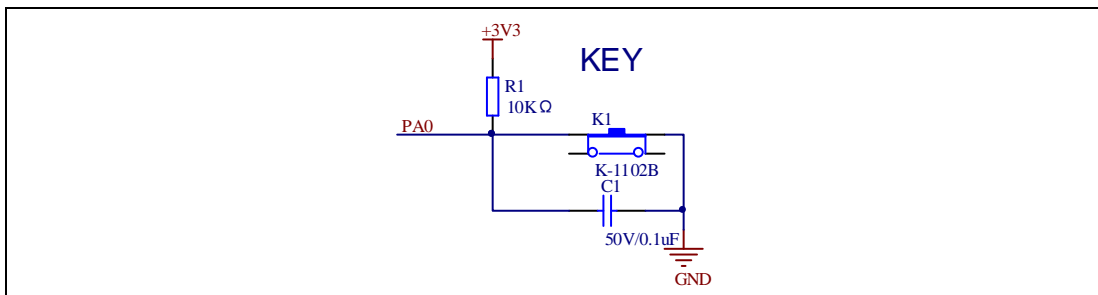 +3V3
KEY
R1
10KΩ
K1
PA0
K-1102B
C1
50V/0.1uF
GND